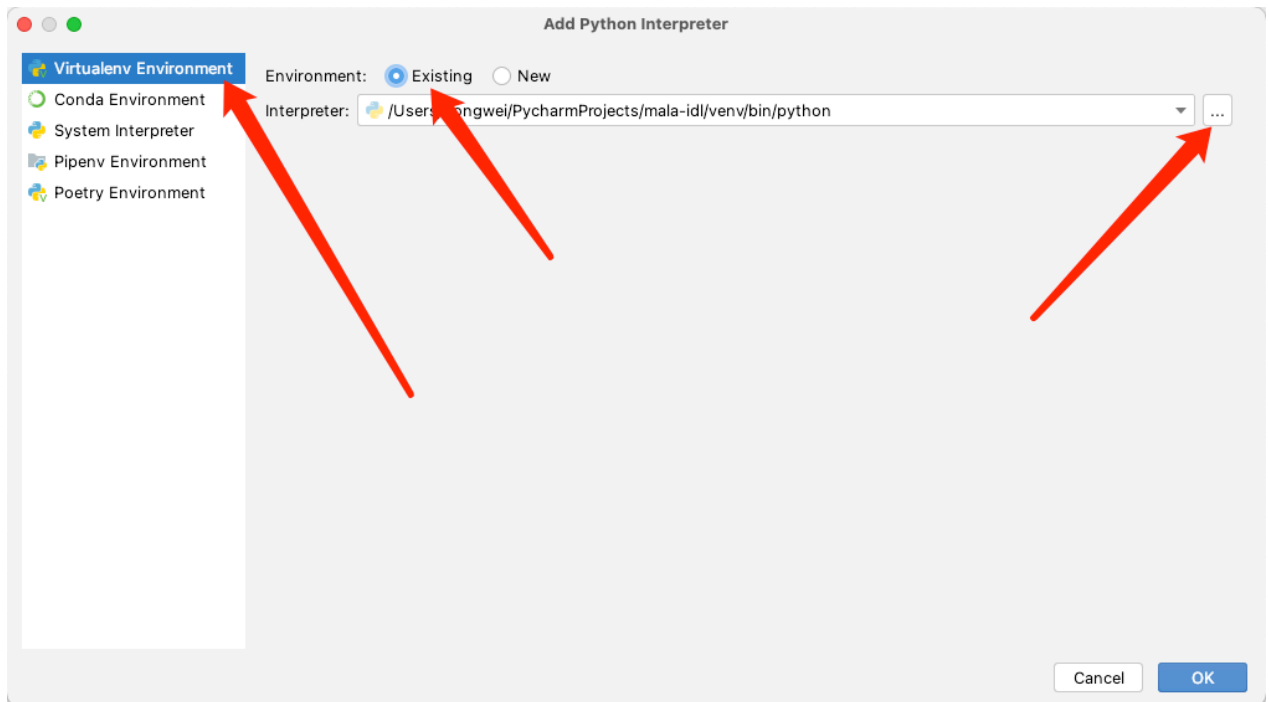 Add Python Interpreter
Virtualenv Environment
Conda Environment
System Interpreter
Pipenv Environment
Poetry Environment
Environment: Existing New
Interpreter: /Users ongwei/PycharmProjects/mala-idl/venv/bin/python ...
Cancel OK